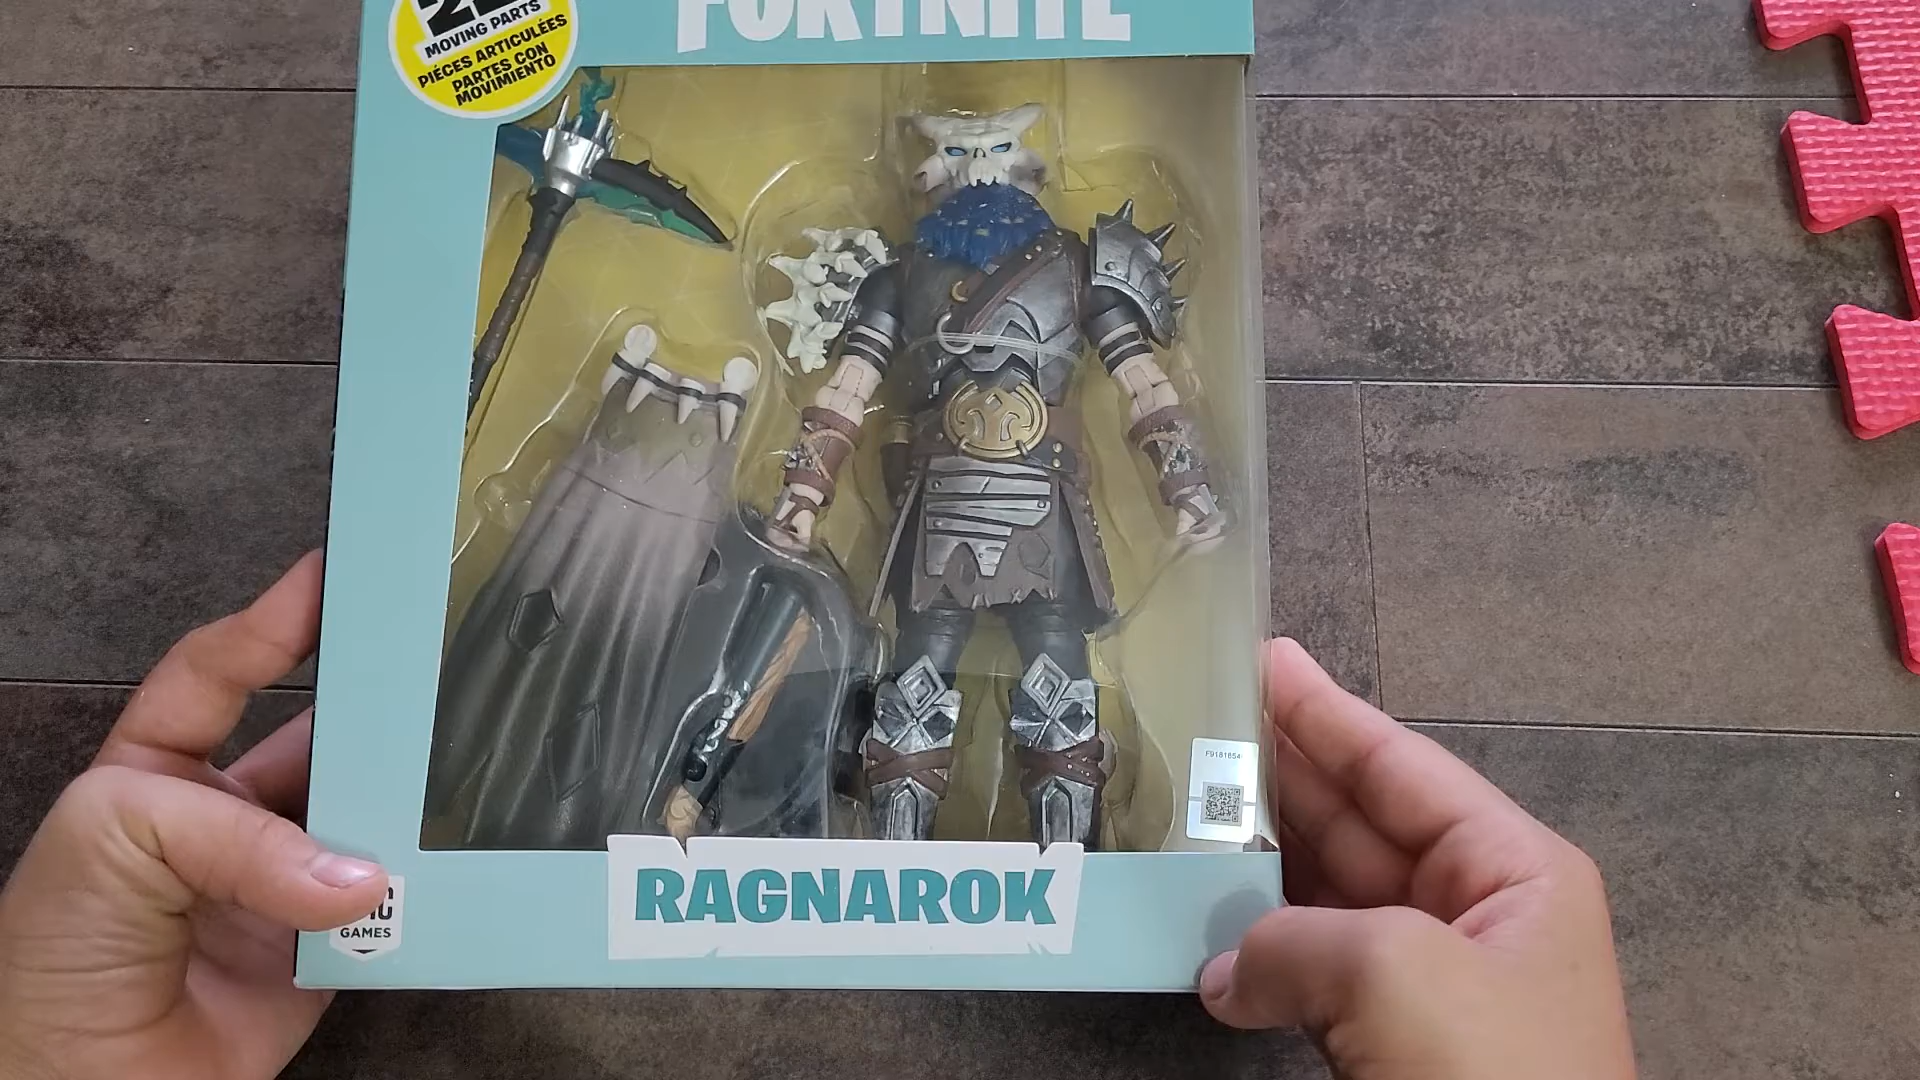 FORTNITE
MOVING PARTS
PIÉCES ARTICULÉES
PARTES CON
MOVIMIENTO
RAGNAROK
GAMES